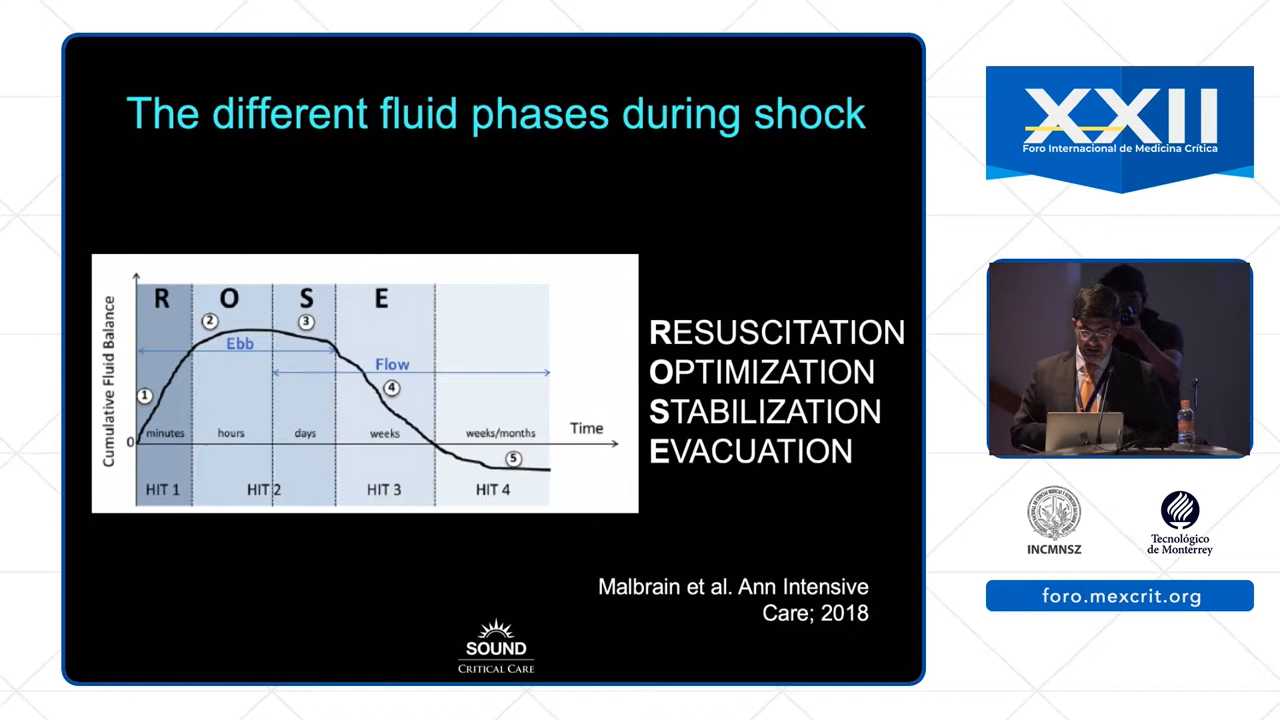 The different fluid phases during shock
R O S E
2 3
Ebb
Flow
1
4
Cumulative Fluid Balance
0
minutes hours days weeks weeks/months
Time
5
HIT 1 HIT 2 HIT 3 HIT 4
RESUSCITATION
OPTIMIZATION
STABILIZATION
EVACUATION
Malbrain et al. Ann Intensive
Care; 2018
SOUND
CRITICAL CARE
XXII
Foro Internacional de Medicina Crítica
INCMNSZ
Tecnológico
de Monterrey
foro.mexcrit.org